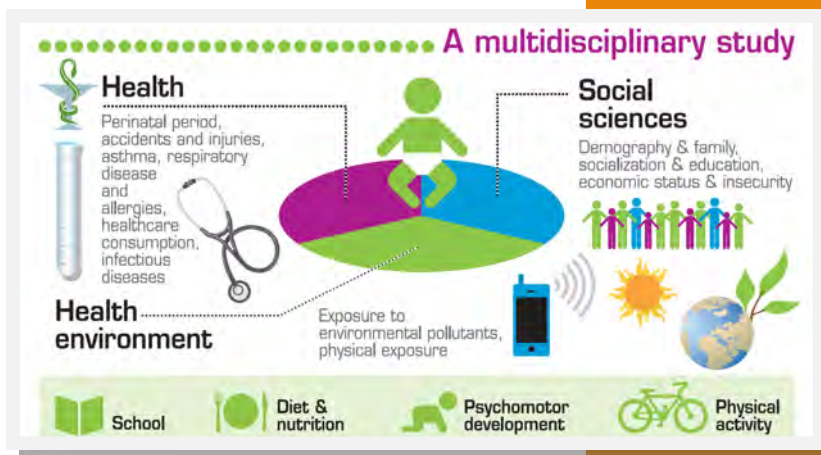 A multidisciplinary study
Health
Perinatal period,
accidents and injuries,
asthma, respiratory
disease
and
allergies,
healthcare
consumption,
infectious
diseases
Social
sciences
Demography & family,
socialization & education,
economic status & insecurity
Health
environment
Exposure to
environmental pollutants,
physical exposure
School
Diet &
nutrition
Psychomotor
development
Physical
activity